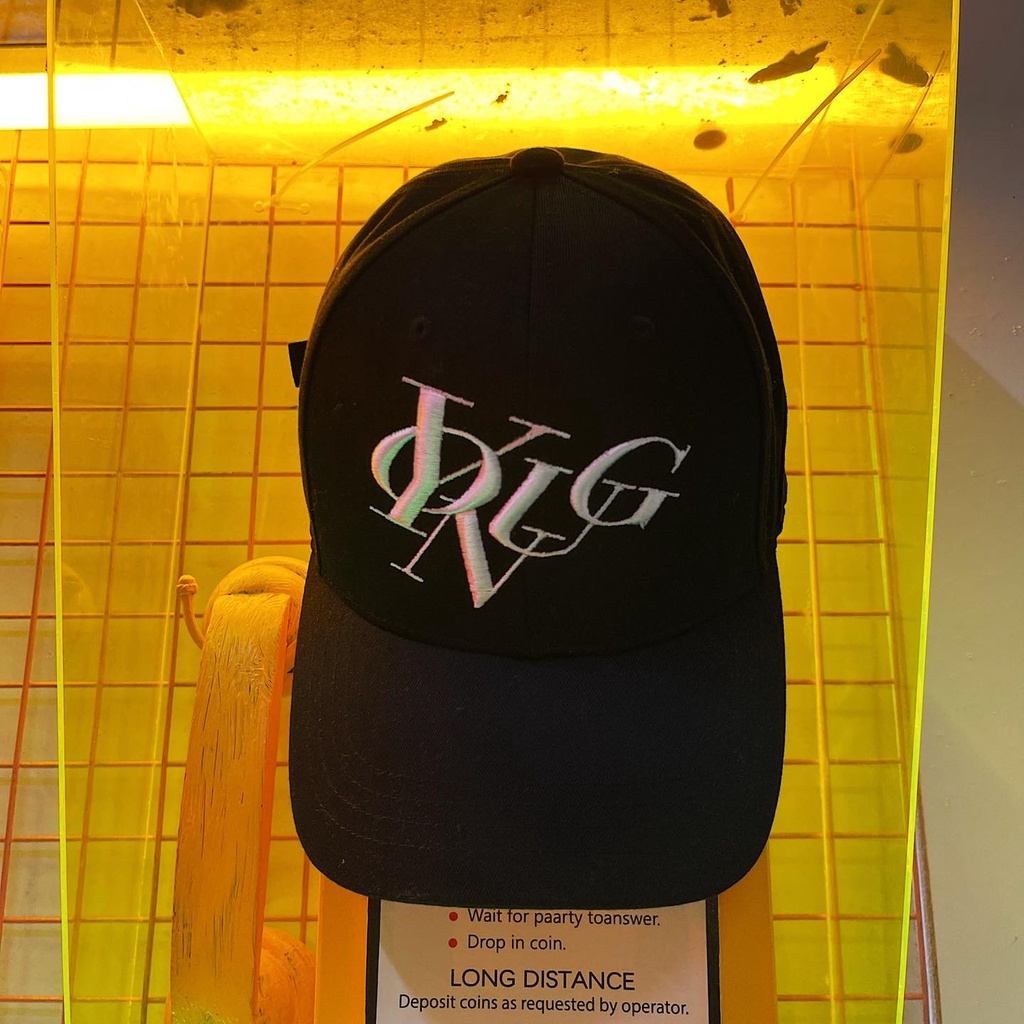 Wait for paarty toanswer.
Drop in coin.
LONG DISTANCE
Deposit coins as requested by operator.